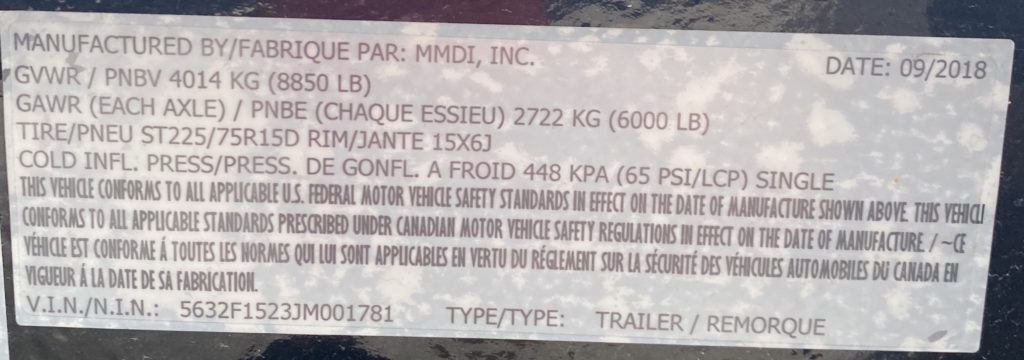 MANUFACTURED BY/FABRIQUE PAR: MMDI, INC. DATE: 09/2018
GVWR / PNBV 4014 KG (8850 LB)
GAWR (EACH AXLE) / PNBE (CHAQUE ESSIEU) 2722 KG (6000 LB)
TIRE/PNEU ST225/75R15D RIM/JANTE 15X6J
COLD INFL. PRESS/PRESS. DE GONFL. A FROID 448 KPA (65 PSI/LCP) SINGLE
THIS VEHICLE CONFORMS TO ALL APPLICABLE U.S. FEDERAL MOTOR VEHICLE SAFETY STANDARDS IN EFFECT ON THE DATE OF MANUFACTURE SHOWN ABOVE. THIS VEHICLI
CONFORMS TO ALL APPLICABLE STANDARDS PRESCRIBED UNDER CANADIAN MOTOR VEHICLE SAFETY REGULATIONS IN EFFECT ON THE DATE OF MANUFACTURE. / ~CE
VÉHICLE EST CONFORME Á TOUTES LES NORMES QUI LUI SONT APPLICABLES EN VERTU DU RÉGLEMENT SUR LA SÉCURITÉ DES VÉHICULES AUTOMOBILES DU CANADA EN
VIGUEUR Á LA DATE DE SA FABRICATION.
V.I.N./N.I.N.: 5632F1523JM001781 TYPE/TYPE: TRAILER / REMORQUE